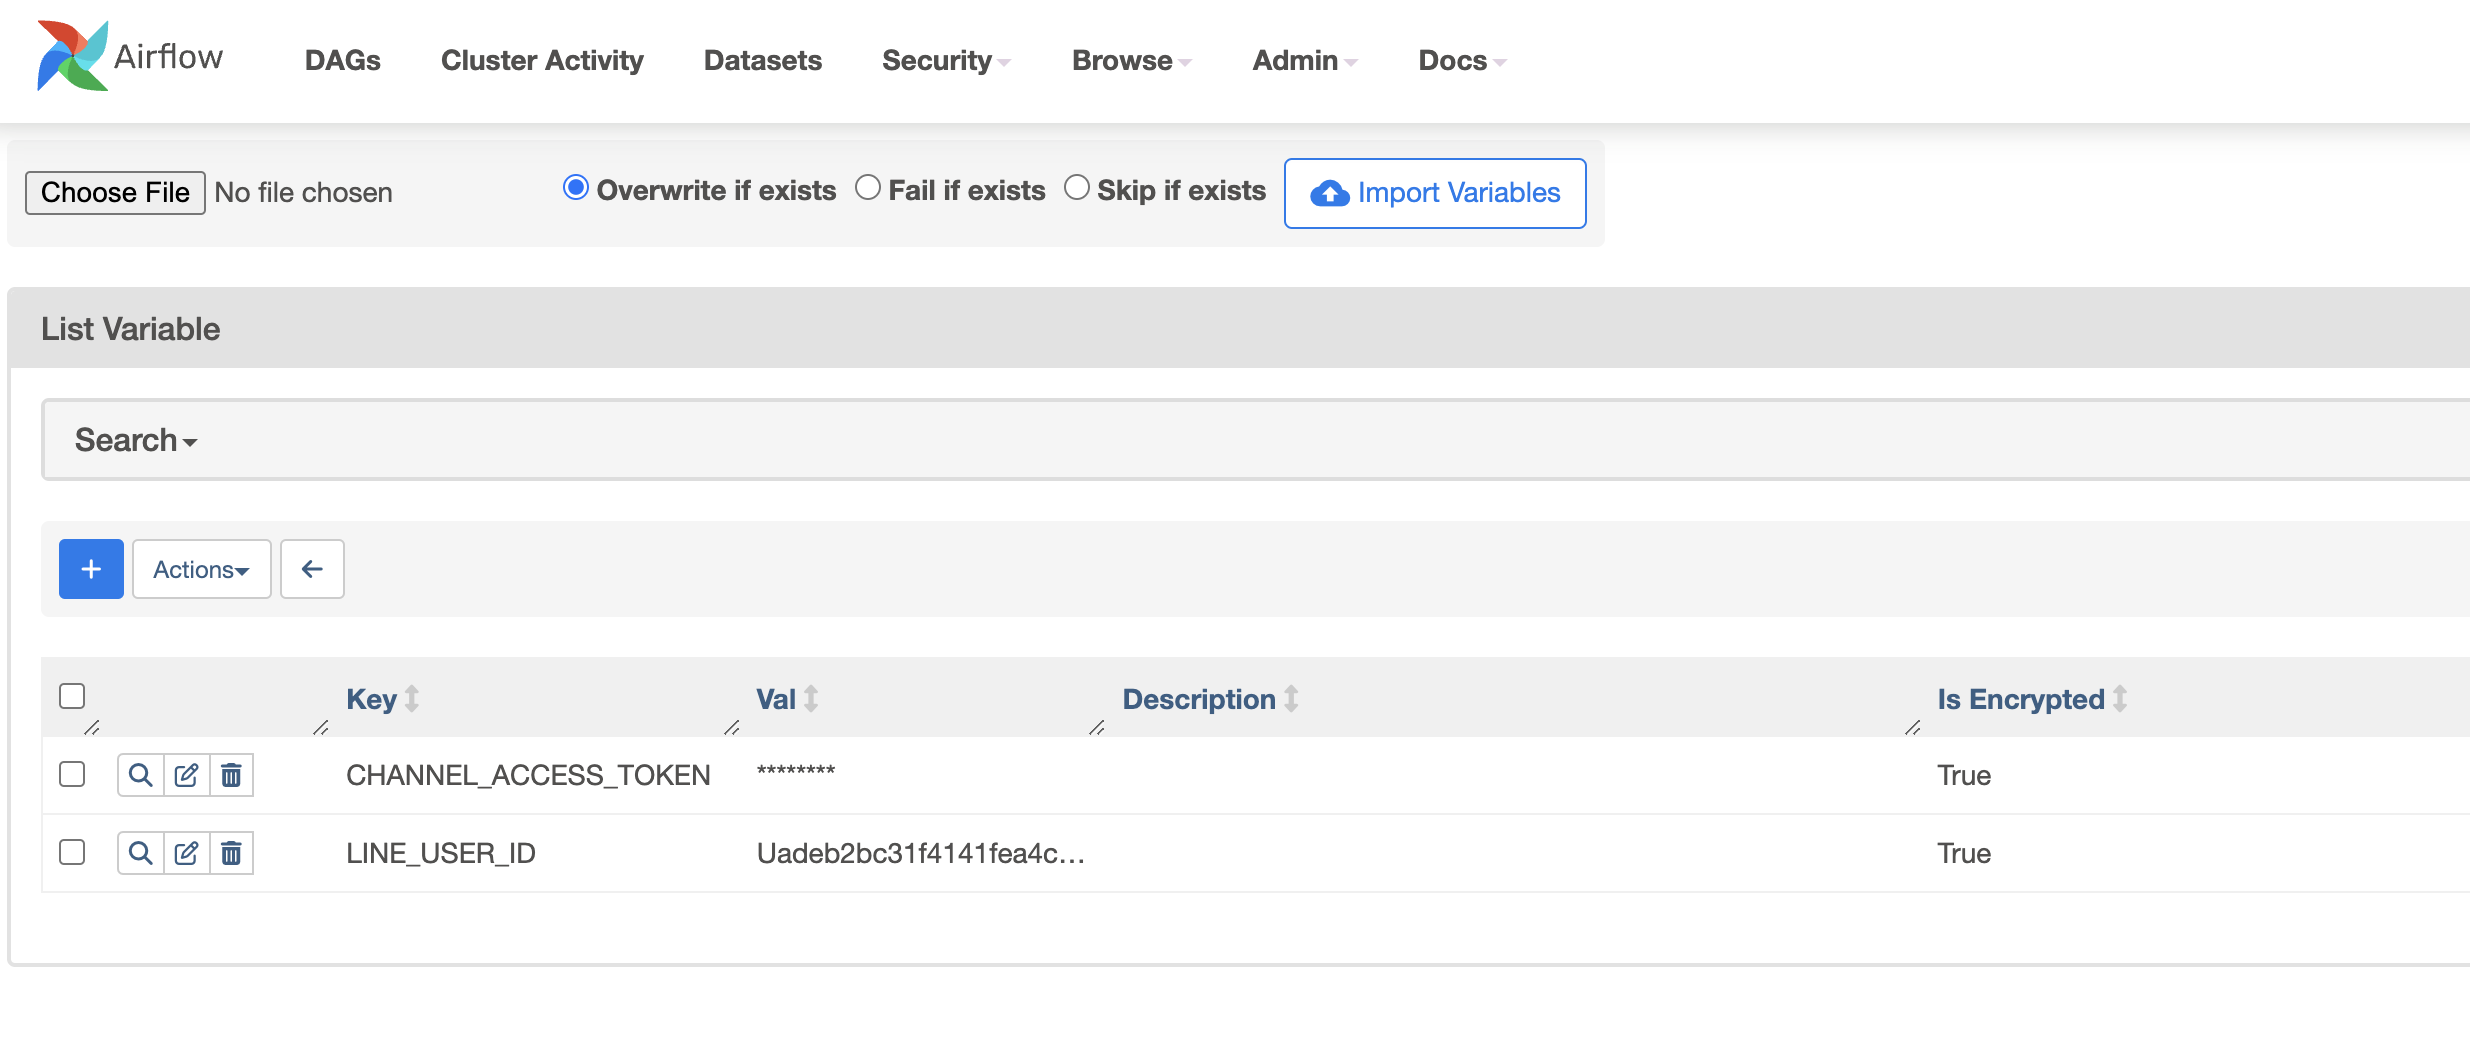 Airflow DAGs Cluster Activity Datasets Security Browse Admin Docs
Choose File No file chosen Overwrite if exists Fail if exists Skip if exists Import Variables
List Variable
Search
Actions
Key Val Description Is Encrypted
CHANNEL_ACCESS_TOKEN ******** True
LINE_USER_ID Uadeb2bc31f4141fea4c... True